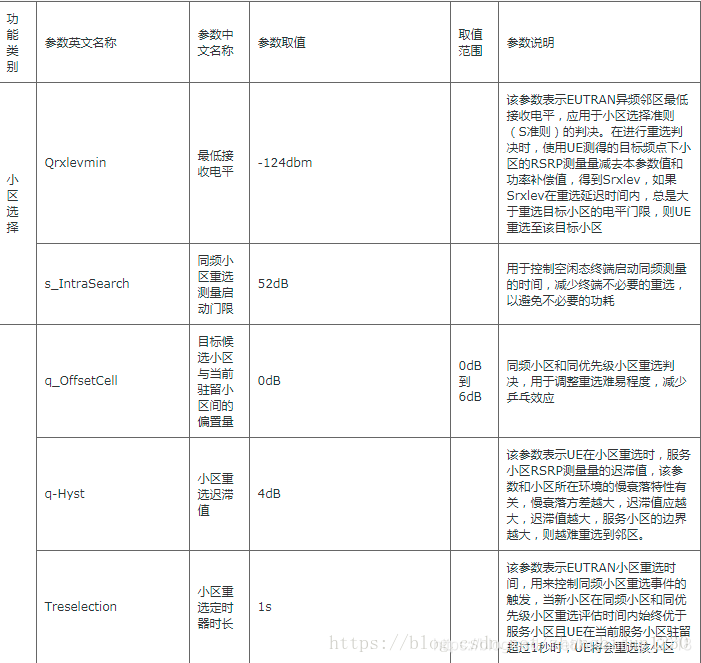 功
能
类
别
参数英文名称
参数中
文名称
参数取值
取值
范围
参数说明
小
区
选
择
Qrxlevmin
最低接
收电平
-124dbm
该参数表示EUTRAN异频邻区最低
接收电平，应用于小区选择准则
（S准则）的判决。在进行重选判
决时，使用UE测得的目标频点下小
区的RSRP测量量减去本参数值和
功率补偿值，得到Srxlev，如果
Srxlev在重选延迟时间内，总是大
于重选目标小区的电平门限，则UE
重选至该目标小区
s_IntraSearch
同频小
区重选
测量启
动门限
52dB
用于控制空闲态终端启动同频测量
的时间，减少终端不必要的重选，
以避免不必要的功耗
q_OffsetCell
目标候
选小区
与当前
驻留小
区间的
偏置量
0dB
0dB
到
6dB
同频小区和同优先级小区重选判
决，用于调整重选难易程度，减少
乒乓效应
q-Hyst
小区重
选迟滞
值
4dB
该参数表示UE在小区重选时，服务
小区RSRP测量量的迟滞值，该参
数和小区所在环境的慢衰落特性有
关，慢衰落方差越大，迟滞值应越
大，迟滞值越大，服务小区的边界
越大，则越难重选到邻区。
Treselection
小区重
选定时
器时长
1s
该参数表示EUTRAN小区重选时
间，用来控制同频小区重选事件的
触发，当新小区在同频小区和同优
先级小区重选评估时间内始终优于
服务小区且UE在当前服务小区驻留
超过1秒时，UE将会重选该小区
https://blog.csdn.net/